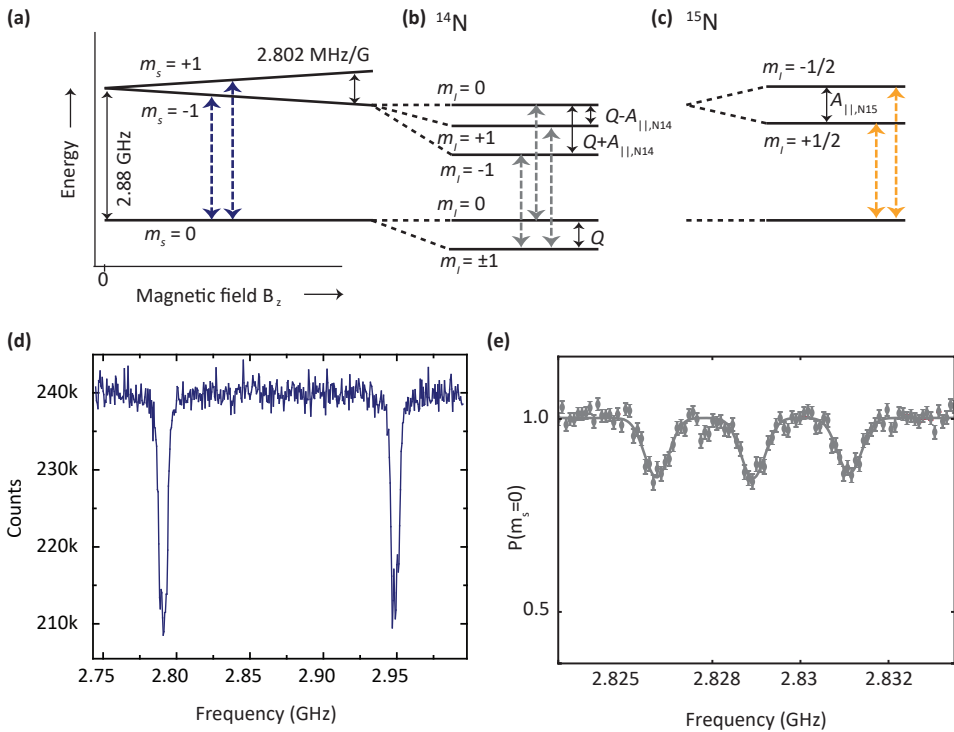 (a)
(b) ¹⁴N
(c) ¹⁵N
Energy
2.88 GHz
m_s = +1
m_s = -1
m_s = 0
2.802 MHz/G
0
Magnetic field B_z
m_I = 0
m_I = +1
m_I = -1
m_I = 0
m_I = ±1
Q-A_||,N14
Q+A_||,N14
Q
m_I = -1/2
A_||,N15
m_I = +1/2
(d)
240k
230k
220k
210k
Counts
2.75
2.80
2.85
2.90
2.95
Frequency (GHz)
(e)
1.0
0.5
P(m_s=0)
2.825
2.828
2.83
2.832
Frequency (GHz)